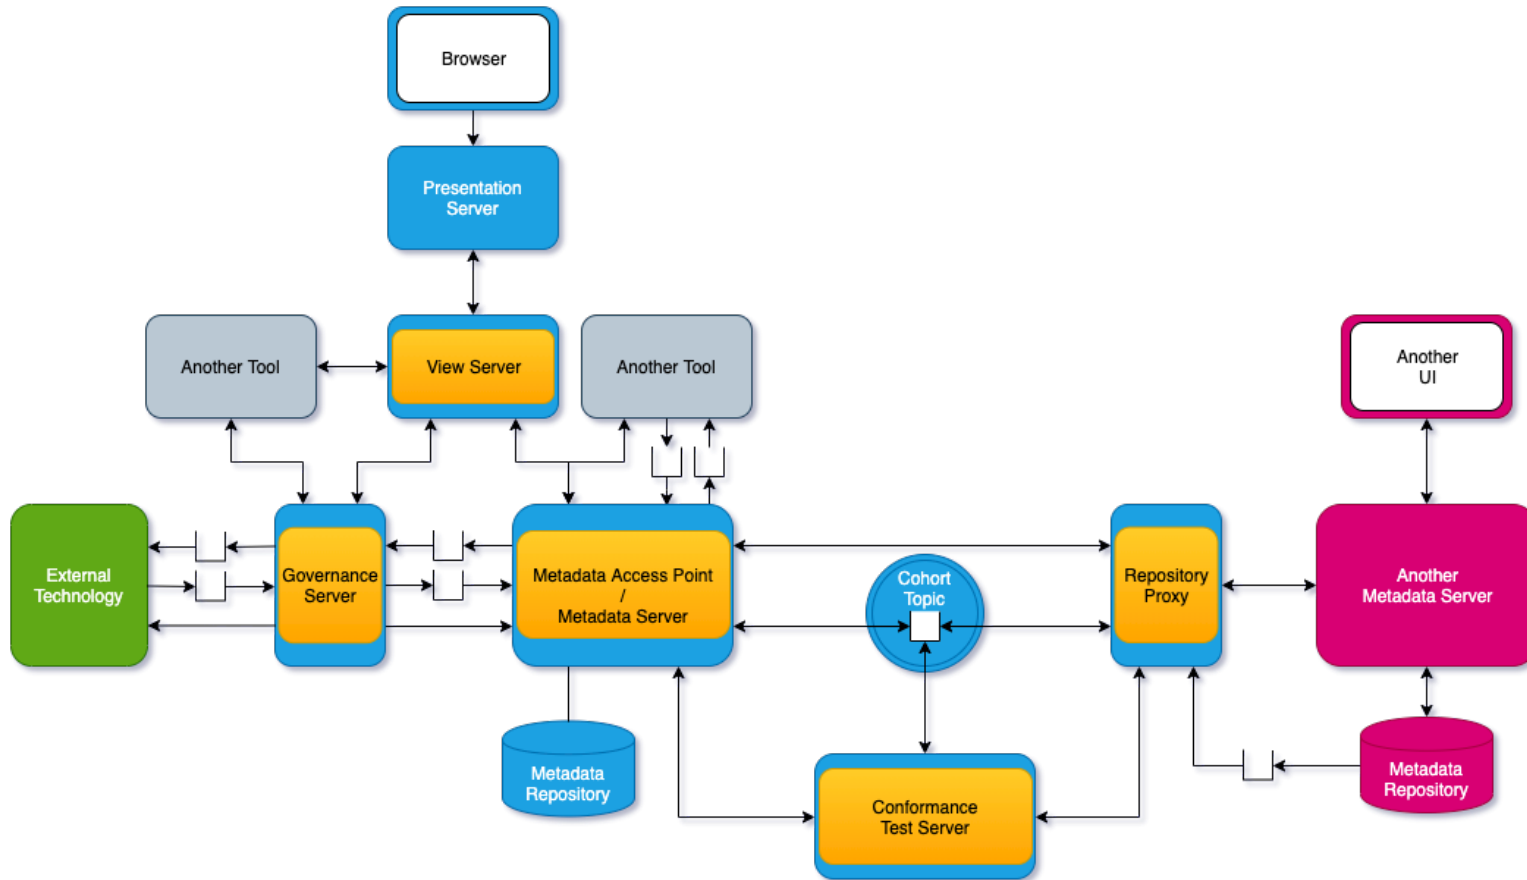 Browser
Presentation
Server
Another Tool
View Server
Another Tool
Another
UI
External
Technology
Governance
Server
Metadata Access Point
/
Metadata Server
Cohort
Topic
Repository
Proxy
Another
Metadata Server
Metadata
Repository
Conformance
Test Server
Metadata
Repository